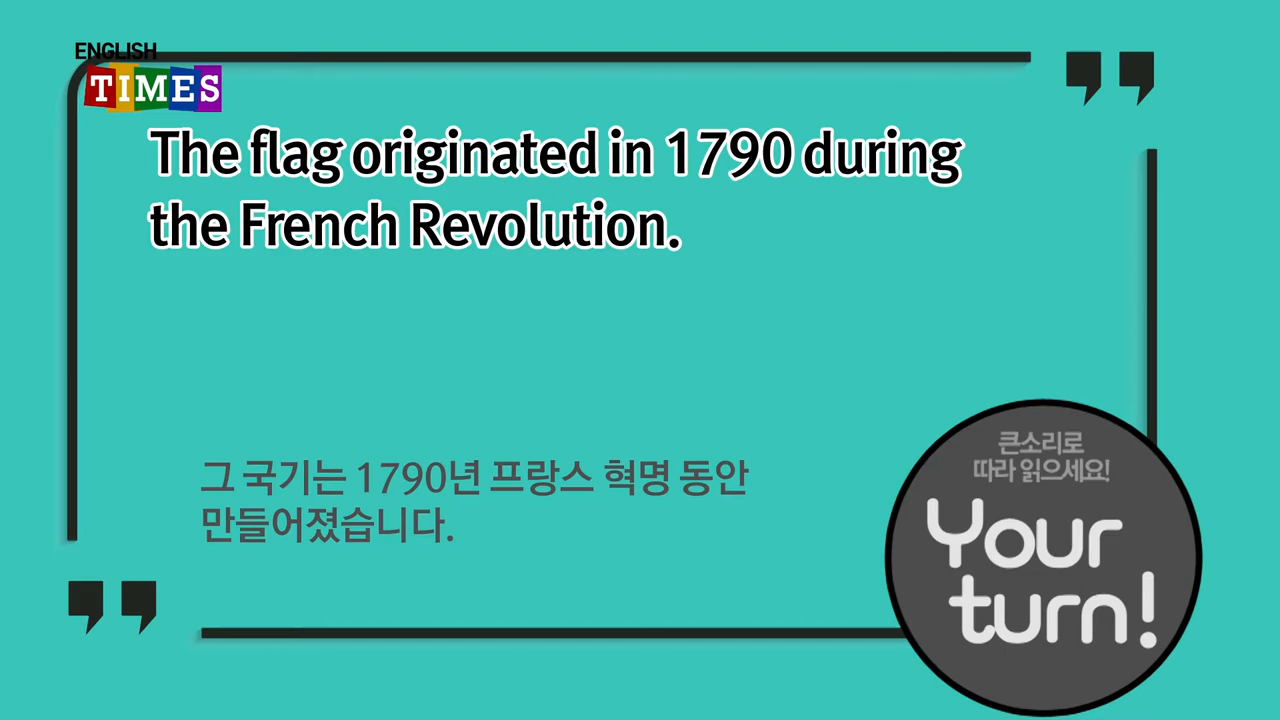 ENGLISH
TIMES
The flag originated in 1790 during
the French Revolution.
그 국기는 1790년 프랑스 혁명 동안
만들어졌습니다.
큰소리로
따라 읽으세요!
Your
turn!